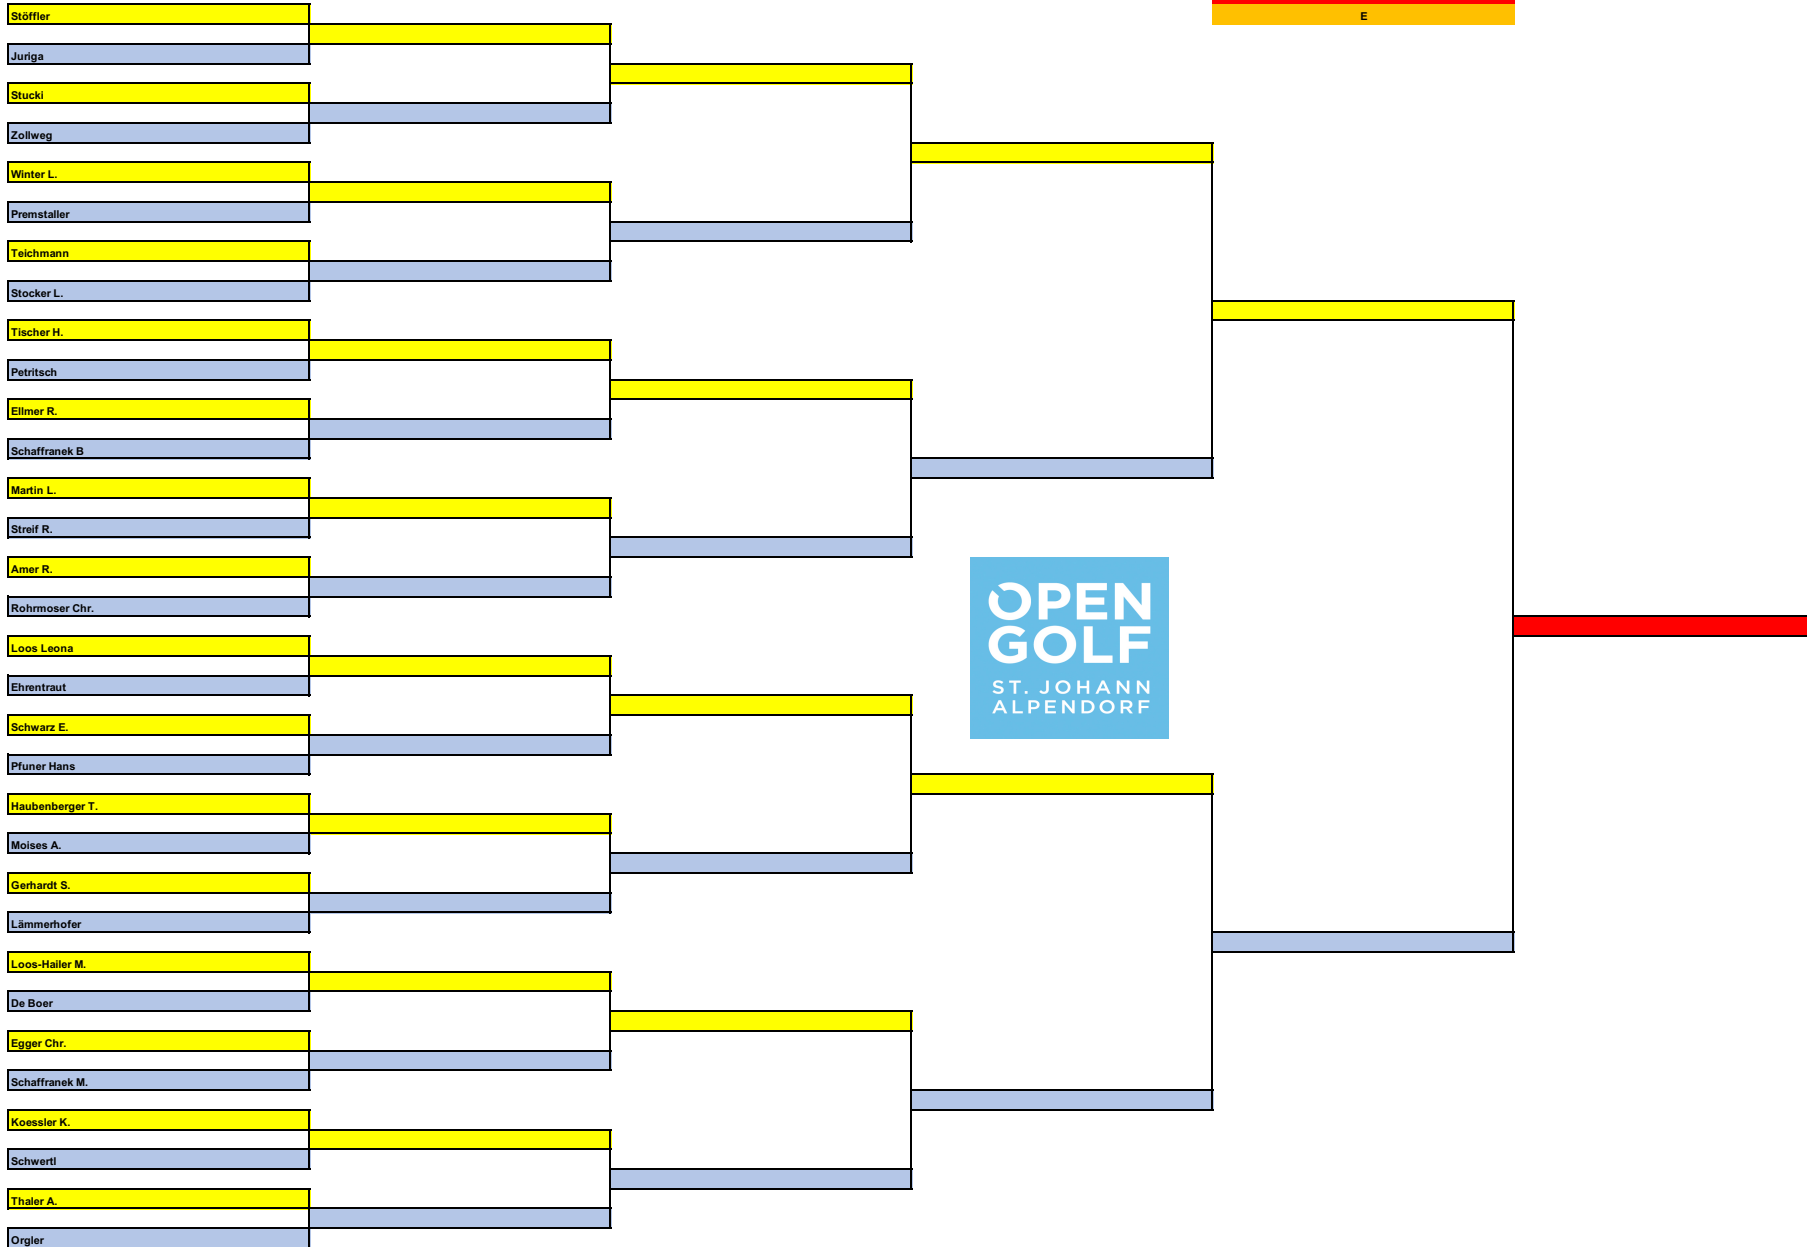 Stöffler
E
Juriga
Stucki
Zollweg
Winter L.
Premstaller
Teichmann
Stocker L.
Tischer H.
Petritsch
Ellmer R.
Schaffranek B
Martin L.
Streif R.
Amer R.
Rohrmoser Chr.
OPEN
GOLF
ST. JOHANN
ALPENDORF
Loos Leona
Ehrentraut
Schwarz E.
Pfuner Hans
Haubenberger T.
Moises A.
Gerhardt S.
Lämmerhofer
Loos-Hailer M.
De Boer
Egger Chr.
Schaffranek M.
Koessler K.
Schwertl
Thaler A.
Orgler